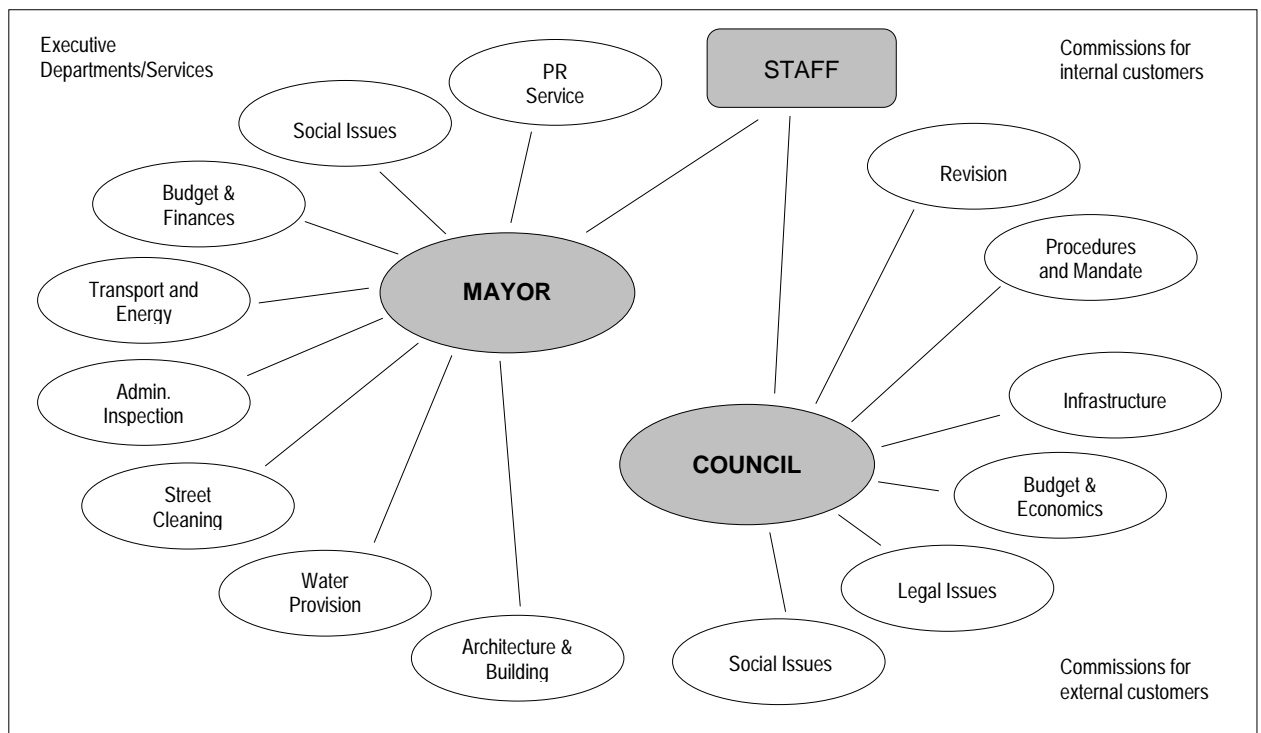 Executive
Departments/Services
PR
Service
STAFF
Commissions for
internal customers
Social Issues
Revision
Budget &
Finances
Procedures
and Mandate
Transport and
Energy
MAYOR
Admin.
Inspection
Infrastructure
COUNCIL
Street
Cleaning
Budget &
Economics
Water
Provision
Legal Issues
Architecture &
Building
Social Issues
Commissions for
external customers